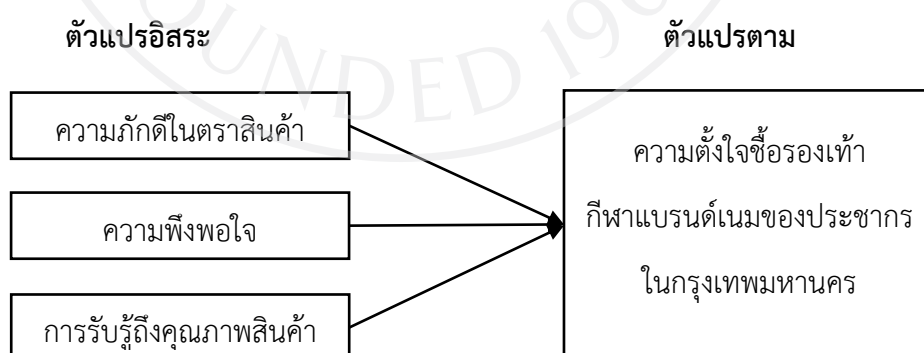 UNDED 196
ตัวแปรอิสระ
ตัวแปรตาม
ความภักดีในตราสินค้า
ความพึงพอใจ
การรับรู้ถึงคุณภาพสินค้า
ความตั้งใจซื้อรองเท้า
กีฬาแบรนด์เนมของประชากร
ในกรุงเทพมหานคร